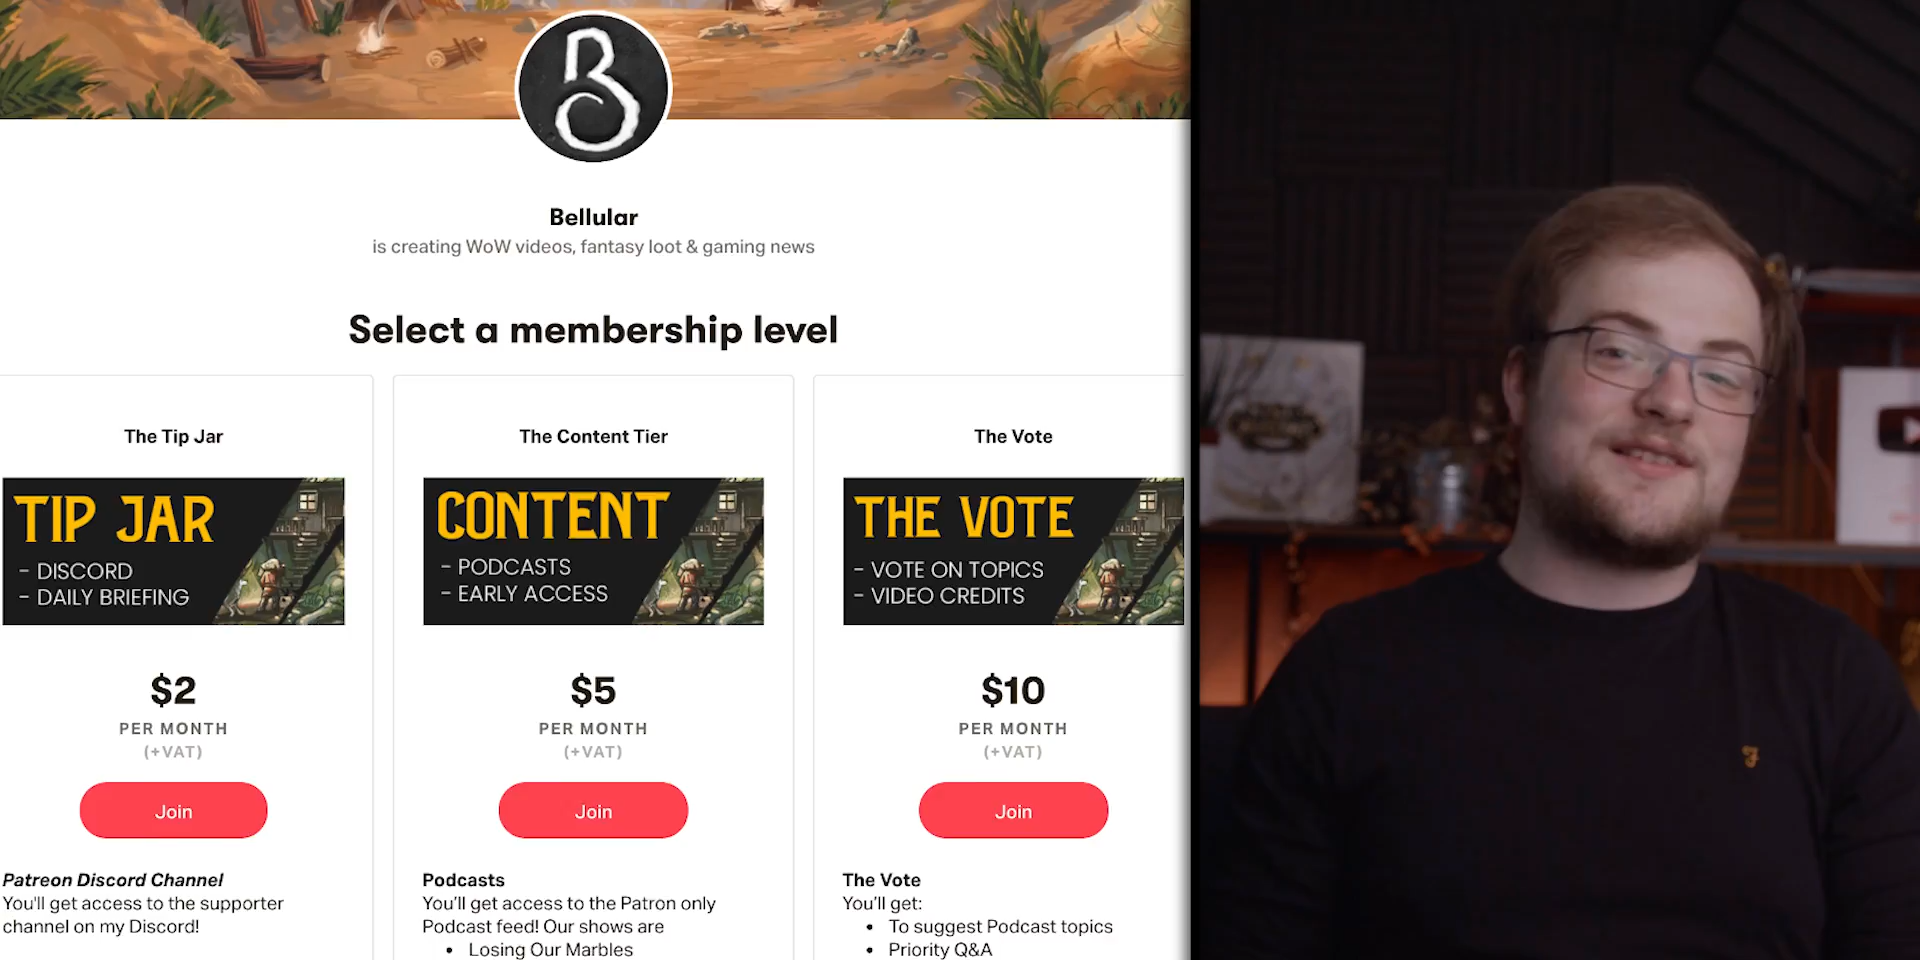 Bellular
is creating WoW videos, fantasy loot & gaming news
Select a membership level
The Tip Jar
TIP JAR
- DISCORD
- DAILY BRIEFING
$2
PER MONTH
(+VAT)
Join
Patreon Discord Channel
You'll get access to the supporter
channel on my Discord!
The Content Tier
CONTENT
- PODCASTS
- EARLY ACCESS
$5
PER MONTH
(+VAT)
Join
Podcasts
You'll get access to the Patron only
Podcast feed! Our shows are
• Losing Our Marbles
The Vote
THE VOTE
- VOTE ON TOPICS
- VIDEO CREDITS
$10
PER MONTH
(+VAT)
Join
The Vote
You'll get:
• To suggest Podcast topics
• Priority Q&A